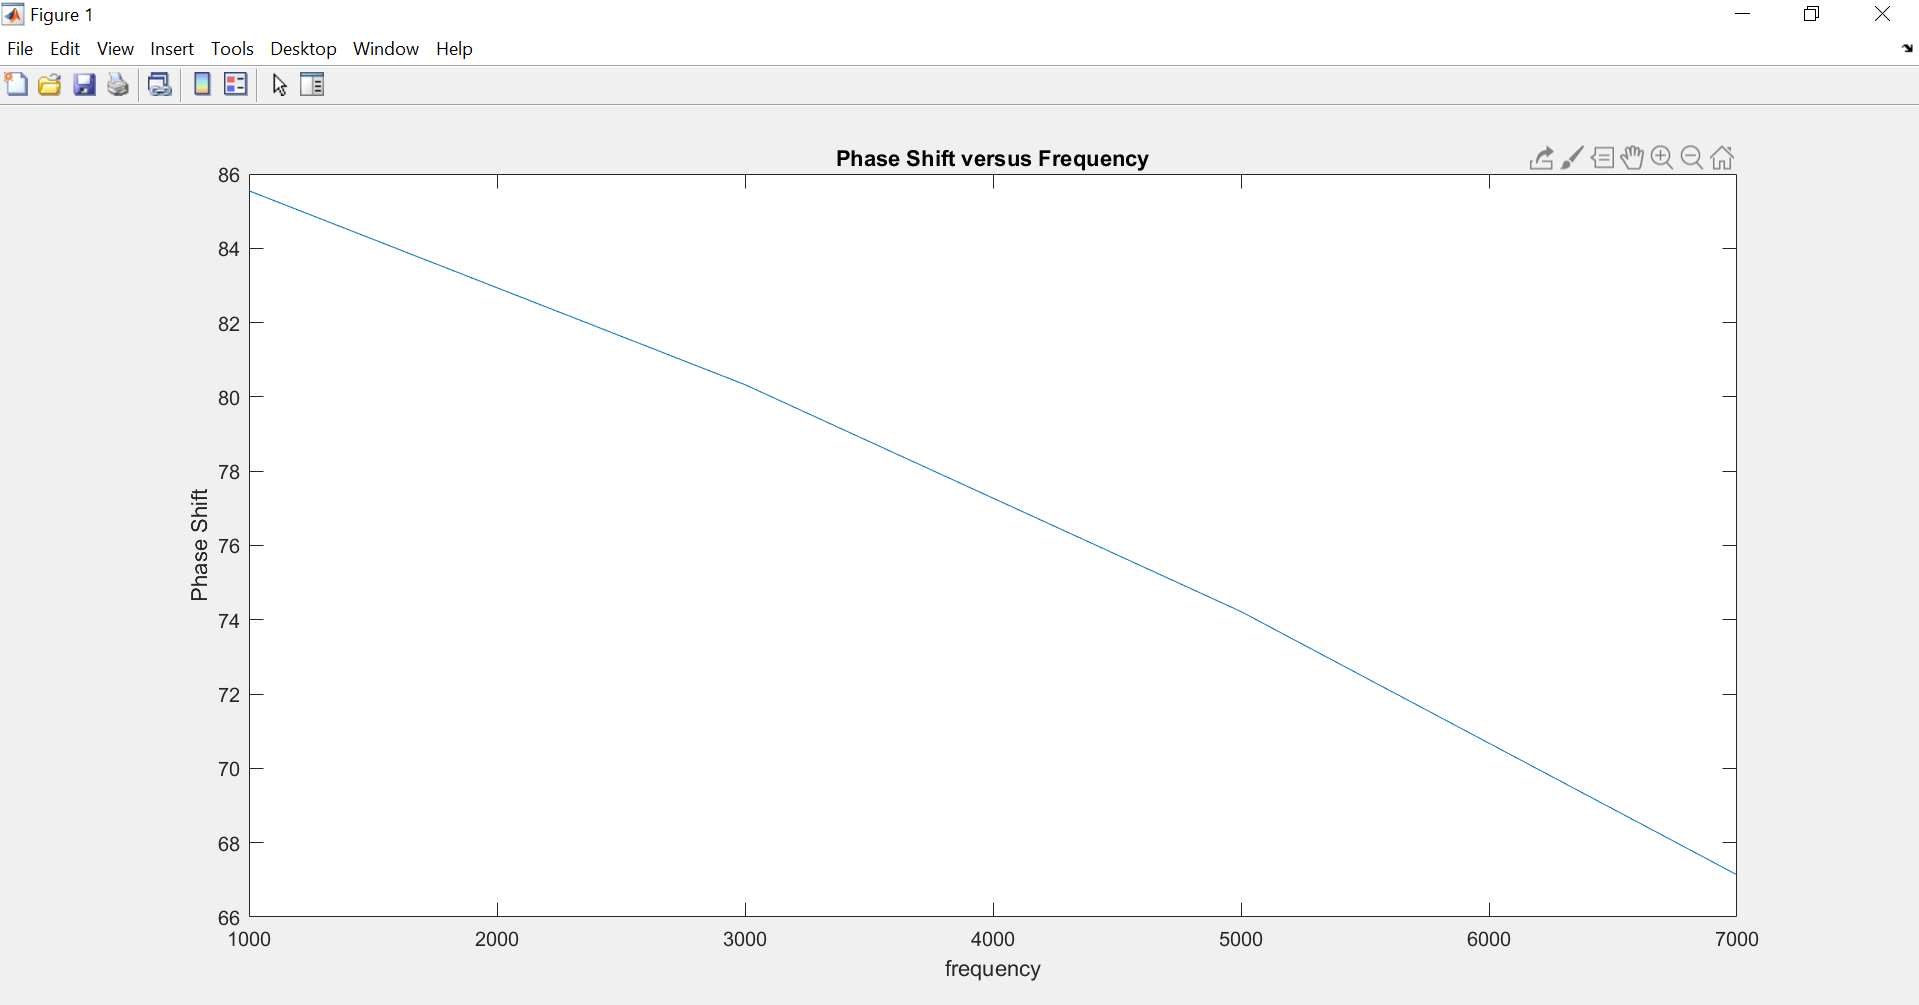 Figure 1
File Edit View Insert Tools Desktop Window Help
Phase Shift versus Frequency
86
84
82
80
78
76
74
72
70
68
66
Phase Shift
1000 2000 3000 4000 5000 6000 7000
frequency